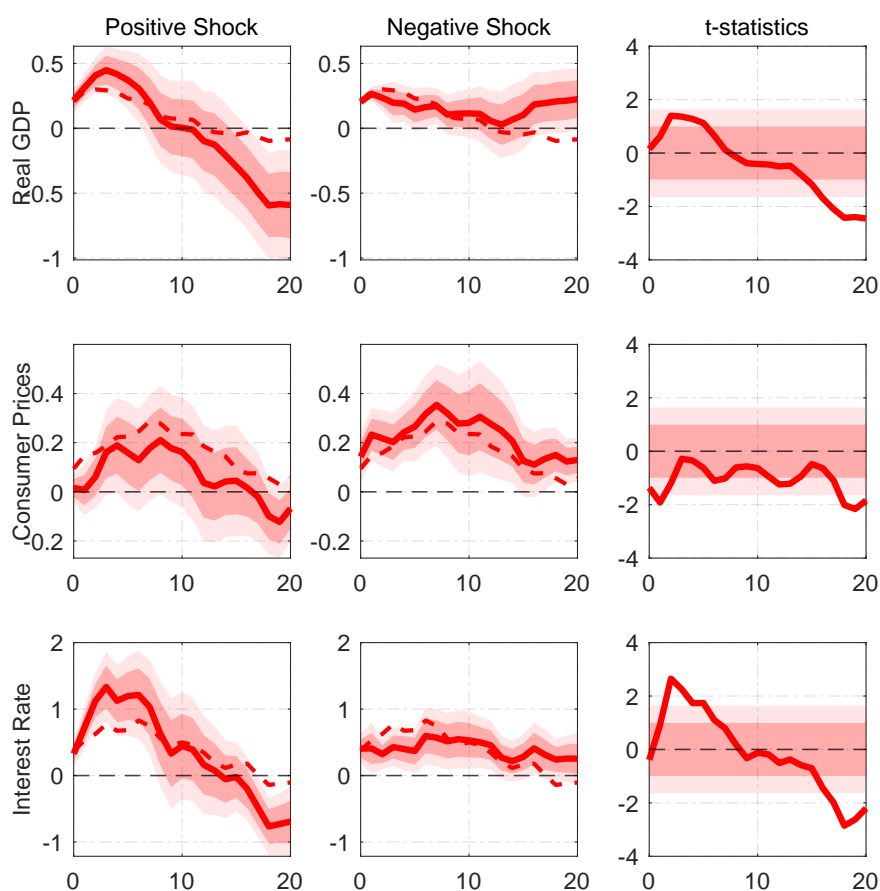 Positive Shock Negative Shock t-statistics
Real GDP
0.5 0 -0.5 -1
0 10 20
0.5 0 -0.5 -1
0 10 20
4 2 0 -2 -4
0 10 20
Consumer Prices
0.4 0.2 0 -0.2
0 10 20
0.4 0.2 0 -0.2
0 10 20
4 2 0 -2 -4
0 10 20
Interest Rate
2 1 0 -1
0 10 20
2 1 0 -1
0 10 20
4 2 0 -2 -4
0 10 20